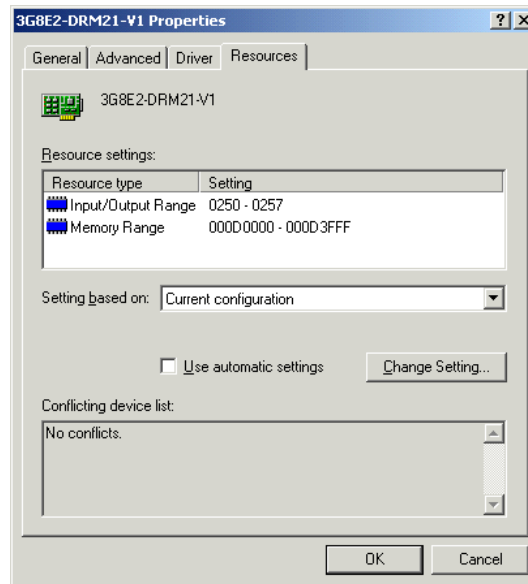 3G8E2-DRM21-V1 Properties
General Advanced Driver Resources
3G8E2-DRM21-V1
Resource settings:
Resource type Setting
Input/Output Range 0250 - 0257
Memory Range 000D0000 - 000D3FFF
Setting based on: Current configuration
Use automatic settings Change Setting...
Conflicting device list:
No conflicts.
OK Cancel